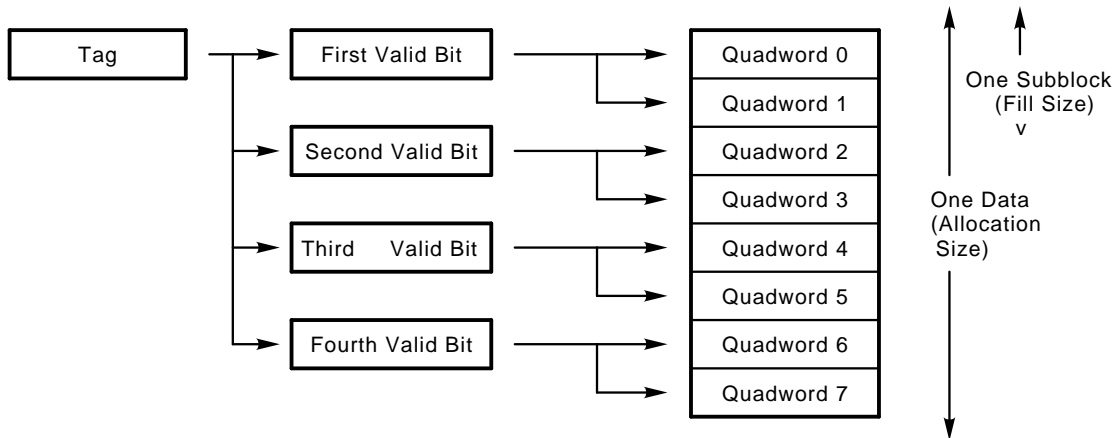 Tag
First Valid Bit
Second Valid Bit
Third Valid Bit
Fourth Valid Bit
Quadword 0
Quadword 1
Quadword 2
Quadword 3
Quadword 4
Quadword 5
Quadword 6
Quadword 7
One Subblock
(Fill Size)
v
One Data
(Allocation
Size)